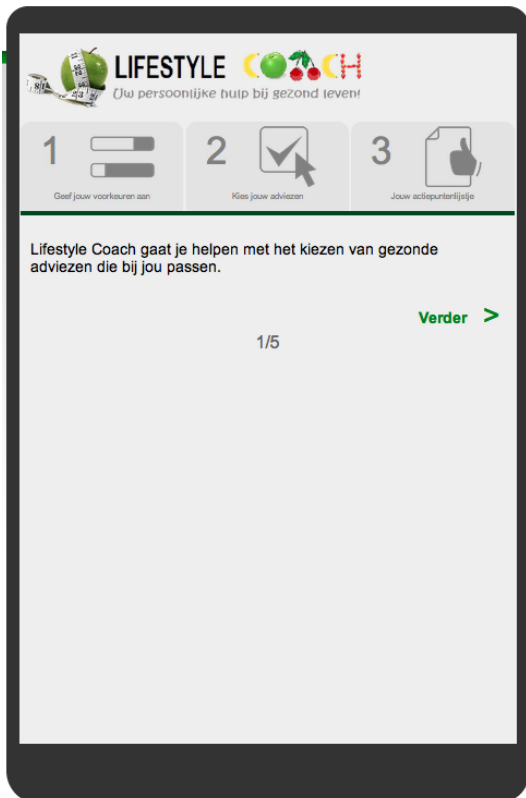 LIFESTYLE COACH
Uw persoonlijke hulp bij gezond leven!
1
2
3
Geef jouw voorkeuren aan
Kies jouw adviezen
Jouw actiepuntenlijstje
Lifestyle Coach gaat je helpen met het kiezen van gezonde
adviezen die bij jou passen.
Verder >
1/5